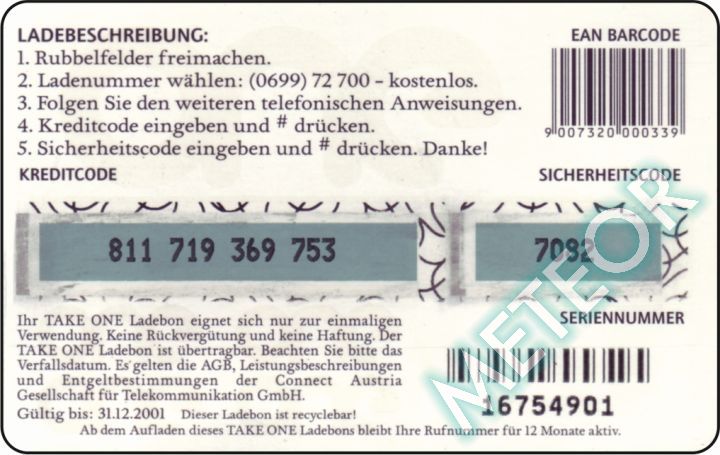 LADEBESCHREIBUNG:
1. Rubbelfelder freimachen.
2. Ladenummer wählen: (0699) 72 700 – kostenlos.
3. Folgen Sie den weiteren telefonischen Anweisungen.
4. Kreditcode eingeben und # drücken.
5. Sicherheitscode eingeben und # drücken. Danke!
EAN BARCODE
9 007320 000339
KREDITCODE
SICHERHEITSCODE
811 719 369 753
7092
Ihr TAKE ONE Ladebon eignet sich nur zur einmaligen
Verwendung. Keine Rückvergütung und keine Haftung. Der
TAKE ONE Ladebon ist übertragbar. Beachten Sie bitte das
Verfallsdatum. Es gelten die AGB, Leistungsbeschreibungen
und Entgeltbestimmungen der Connect Austria
Gesellschaft für Telekommunikation GmbH.
Gültig bis: 31.12.2001 Dieser Ladebon ist recyclebar!
SERIENNUMMER
16754901
Ab dem Aufladen dieses TAKE ONE Ladebons bleibt Ihre Rufnummer für 12 Monate aktiv.
METEOR